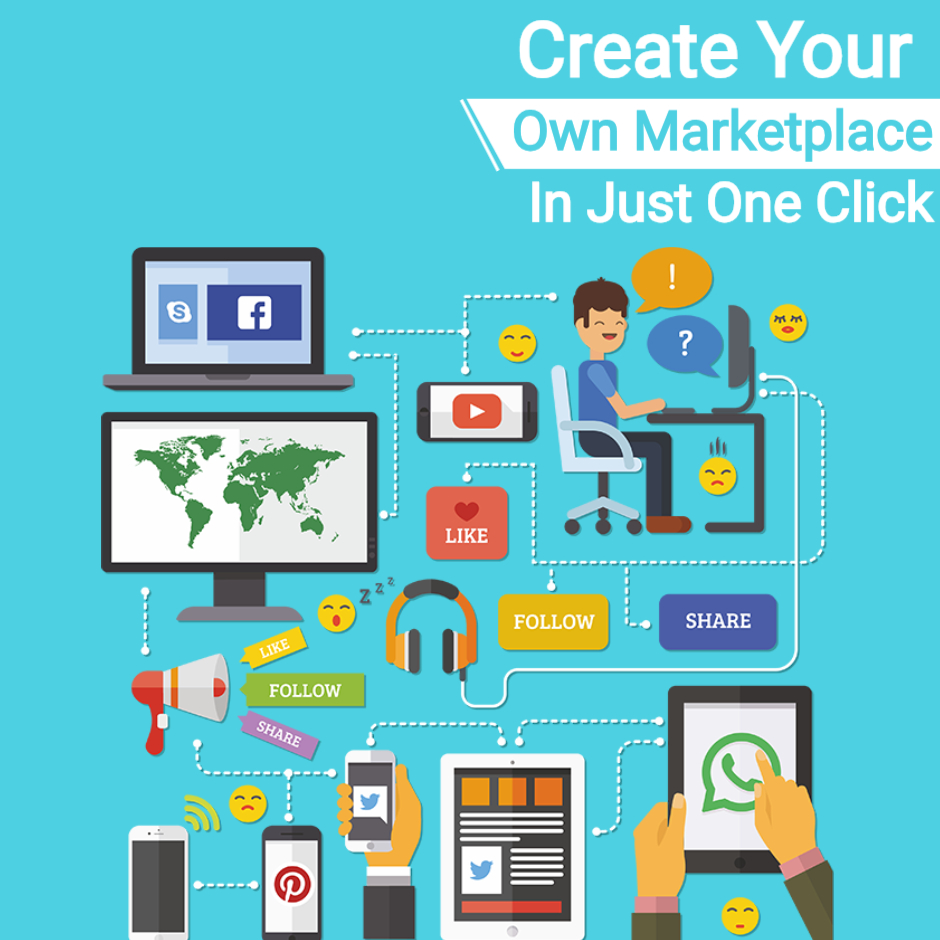 Create Your
Own Marketplace
In Just One Click
!
?
LIKE
z z z
FOLLOW
SHARE
LIKE
FOLLOW
SHARE